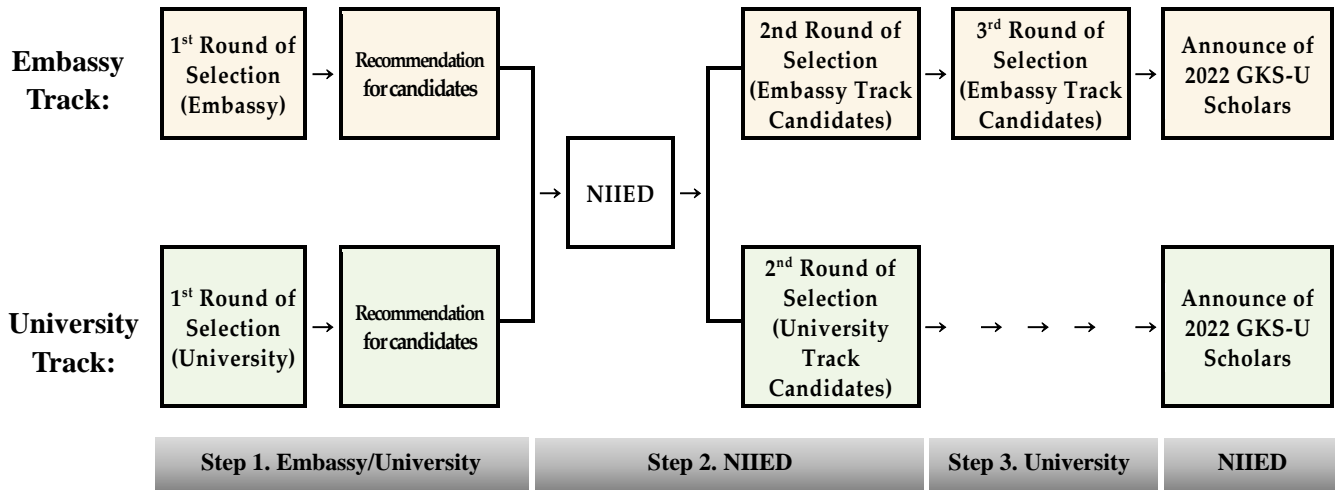 Embassy
Track:
1st Round of
Selection
(Embassy)
→
Recommendation
for candidates
→
NIIED
→
2nd Round of
Selection
(Embassy Track
Candidates)
→
3rd Round of
Selection
(Embassy Track
Candidates)
→
Announce of
2022 GKS-U
Scholars
University
Track:
1st Round of
Selection
(University)
→
Recommendation
for candidates
2nd Round of
Selection
(University
Track
Candidates)
→ → → → →
Announce of
2022 GKS-U
Scholars
Step 1. Embassy/University
Step 2. NIIED
Step 3. University
NIIED